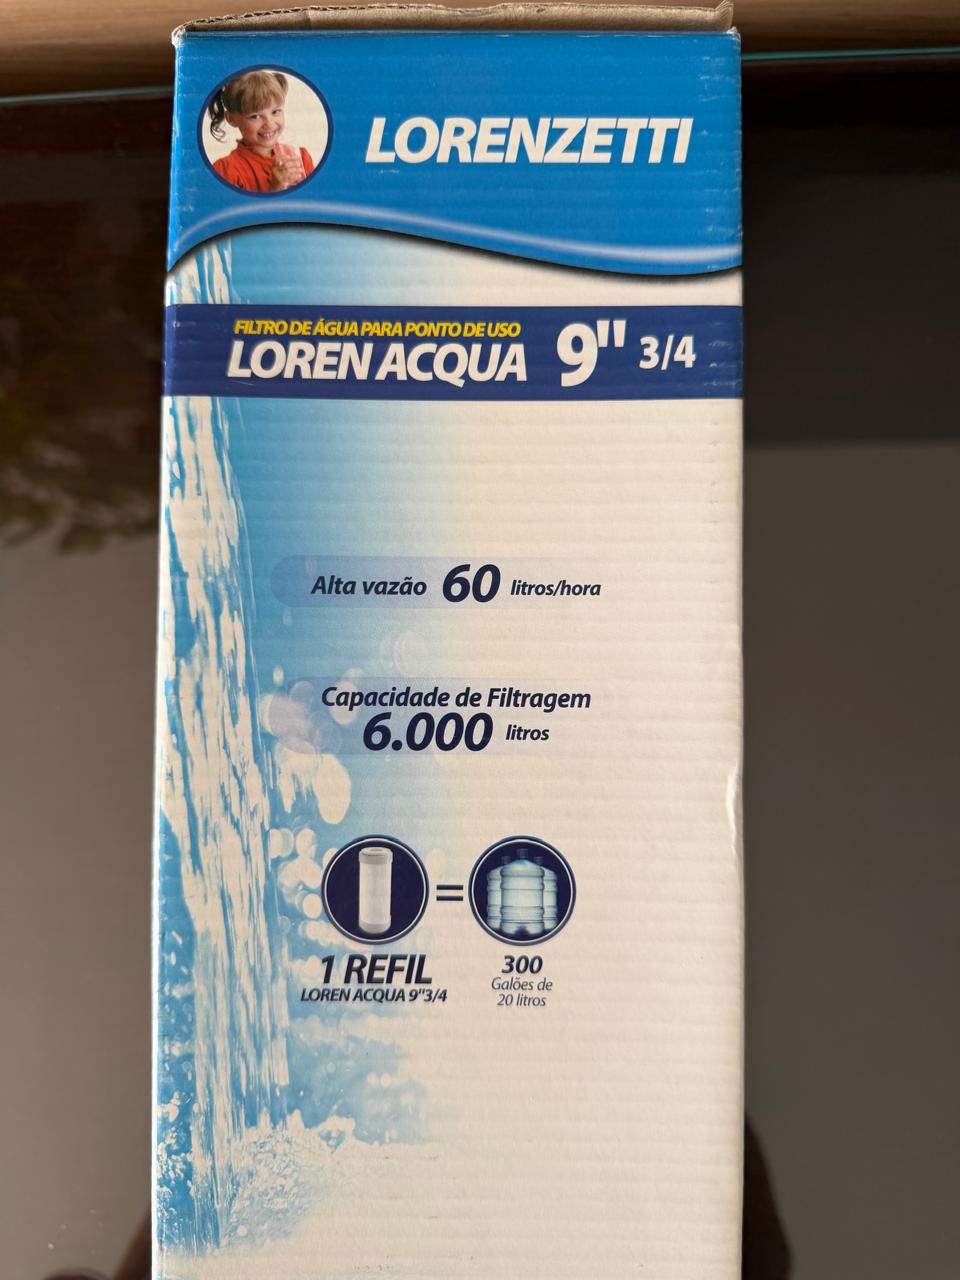 LORENZETTI
FILTRO DE ÁGUA PARA PONTO DE USO
LOREN ACQUA 9" 3/4
Alta vazão 60 litros/hora
Capacidade de Filtragem
6.000 litros
=
1 REFIL
LOREN ACQUA 9"3/4
300
Galões de
20 litros